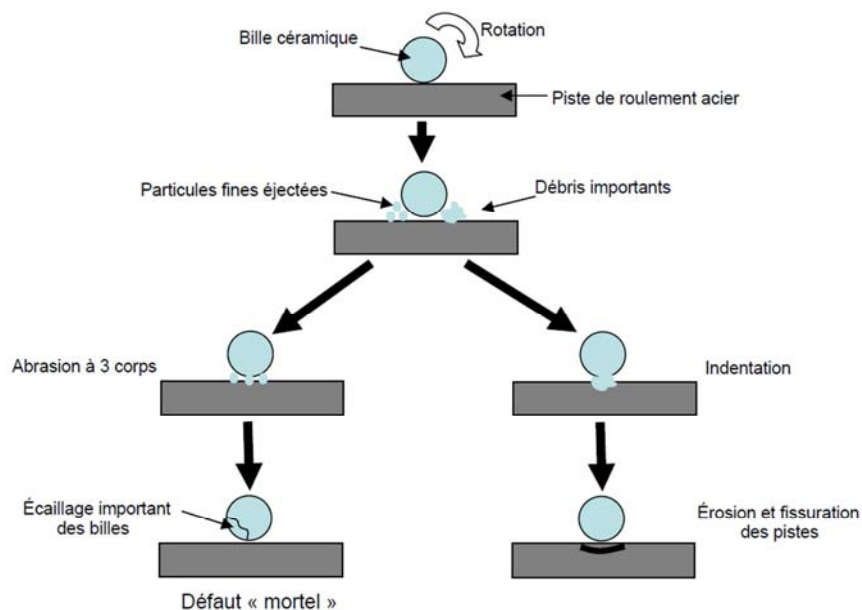 Bille céramique
Rotation
Piste de roulement acier
Particules fines éjectées
Débris importants
Abrasion à 3 corps
Indentation
Écaillage important
des billes
Érosion et fissuration
des pistes
Défaut « mortel »